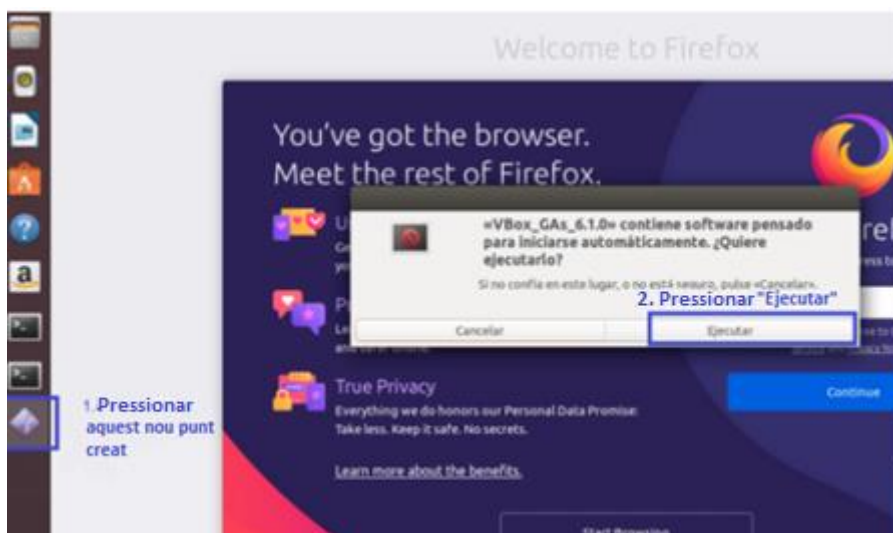 Welcome to Firefox
You've got the browser.
Meet the rest of Firefox.
«VBox_GAs_6.1.0» contiene software pensado
para iniciarse automáticamente. ¿Quiere
ejecutarlo?
Si no confía en este lugar, o no está seguro, pulse «Cancelar».
2. Pressionar "Ejecutar"
Cancelar
Ejecutar
True Privacy
Everything we do honors our Personal Data Promise:
Take less. Keep it safe. No secrets.
Continue
1. Pressionar
aquest nou punt
creat
Learn more about the benefits.
Start Browsing